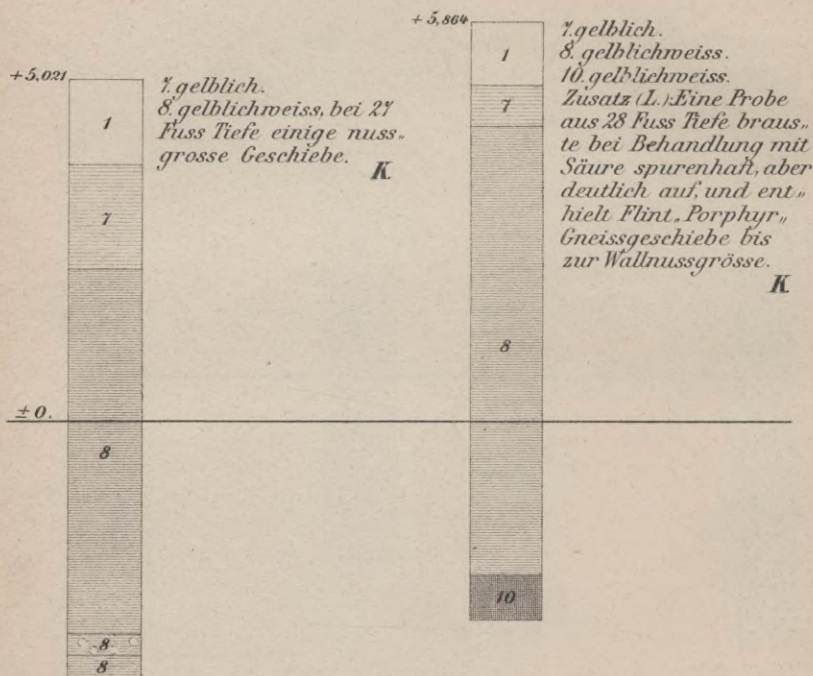 +5,021
7. gelblich.
8. gelblichweiss, bei 27
Fuss Tiefe einige nuss„
grosse Geschiebe.
K.
1
7
8
8
8
+5,864
7. gelblich.
8. gelblichweiss.
10. gelblichweiss.
Zusatz (L.): Eine Probe
aus 28 Fuss Tiefe braus„
te bei Behandlung mit
Säure spurenhaft, aber
deutlich auf, und ent„
hielt Flint„ Porphyr„
Gneissgeschiebe bis
zur Wallnussgrösse.
K.
1
7
8
10
±0.